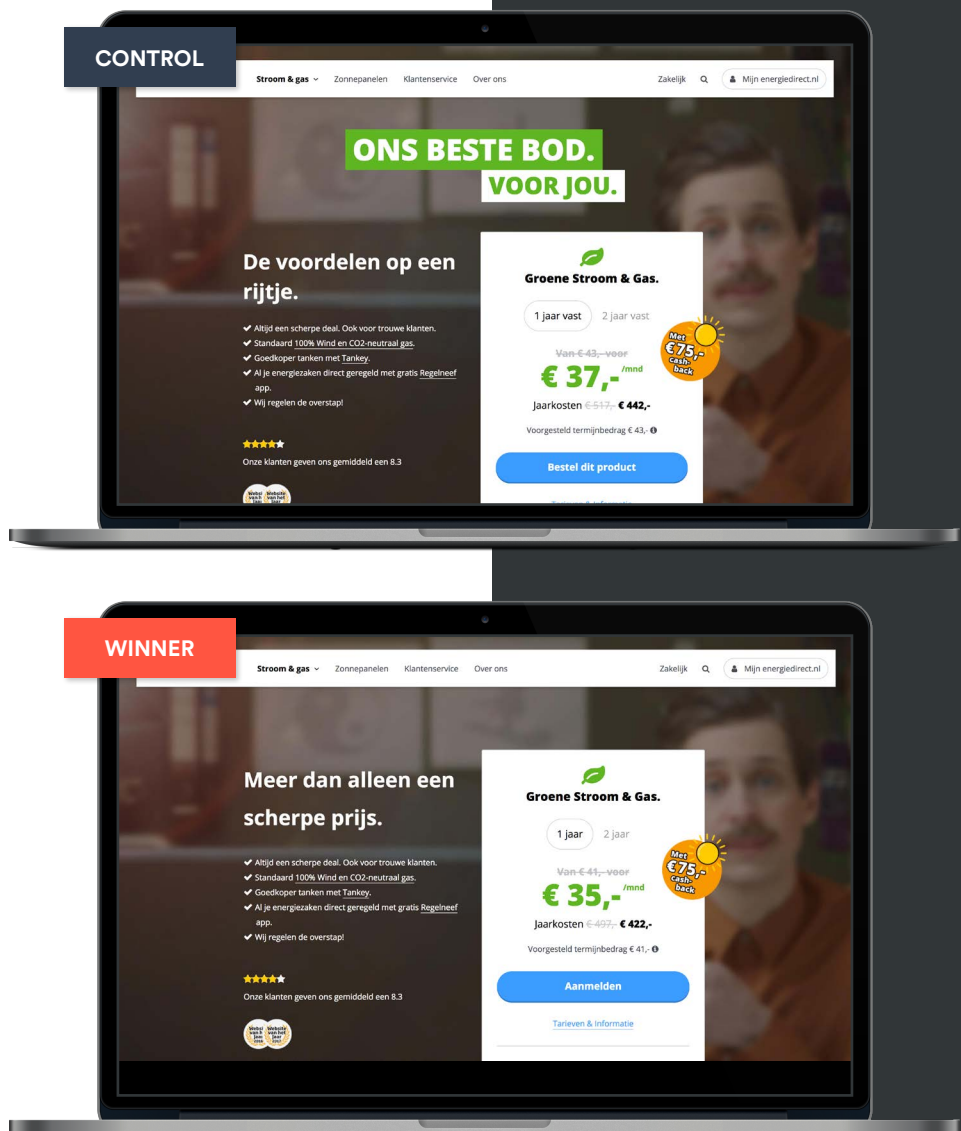 CONTROL
Stroom & gas Zonnepanelen Klantenservice Over ons Zakelijk Mijn energiedirect.nl
ONS BESTE BOD.
VOOR JOU.
De voordelen op een
rijtje.
Altijd een scherpe deal. Ook voor trouwe klanten.
Standaard 100% Wind en CO2-neutraal gas.
Goedkoper tanken met Tankey.
Al je energiezaken direct geregeld met gratis Regelneef
app.
Wij regelen de overstap!
Onze klanten geven ons gemiddeld een 8.3
Groene Stroom & Gas.
1 jaar vast 2 jaar vast
Van € 43,- voor
€ 37,- /mnd
Jaarkosten € 517,- € 442,-
Voorgesteld termijnbedrag € 43,-
Met
€ 75,-
cash-
back
Bestel dit product
Tarieven & Informatie
WINNER
Stroom & gas Zonnepanelen Klantenservice Over ons Zakelijk Mijn energiedirect.nl
Meer dan alleen een
scherpe prijs.
Altijd een scherpe deal. Ook voor trouwe klanten.
Standaard 100% Wind en CO2-neutraal gas.
Goedkoper tanken met Tankey.
Al je energiezaken direct geregeld met gratis Regelneef
app.
Wij regelen de overstap!
Onze klanten geven ons gemiddeld een 8.3
Website
van het
Jaar
Groene Stroom & Gas.
1 jaar 2 jaar
Van € 41,- voor
€ 35,- /mnd
Jaarkosten € 497,- € 422,-
Voorgesteld termijnbedrag € 41,-
Met
€ 75,-
cash-
back
Aanmelden
Tarieven & Informatie